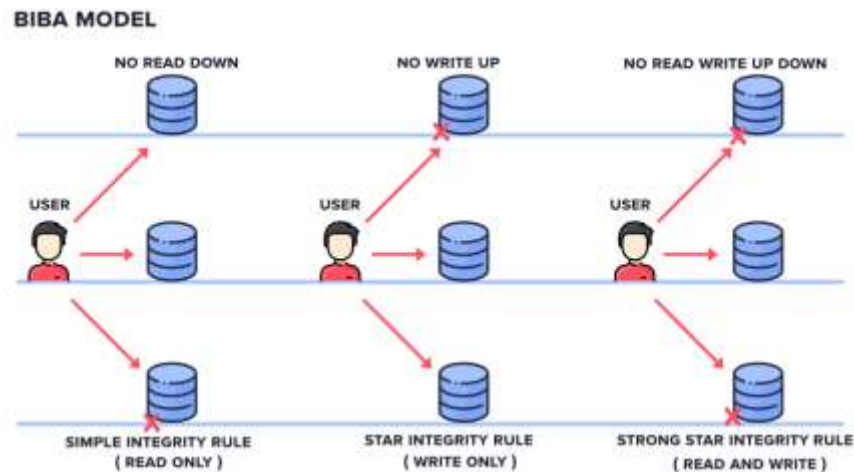 BIBA MODEL
NO READ DOWN
NO WRITE UP
NO READ WRITE UP DOWN
USER
USER
USER
SIMPLE INTEGRITY RULE
( READ ONLY )
STAR INTEGRITY RULE
( WRITE ONLY )
STRONG STAR INTEGRITY RULE
( READ AND WRITE )